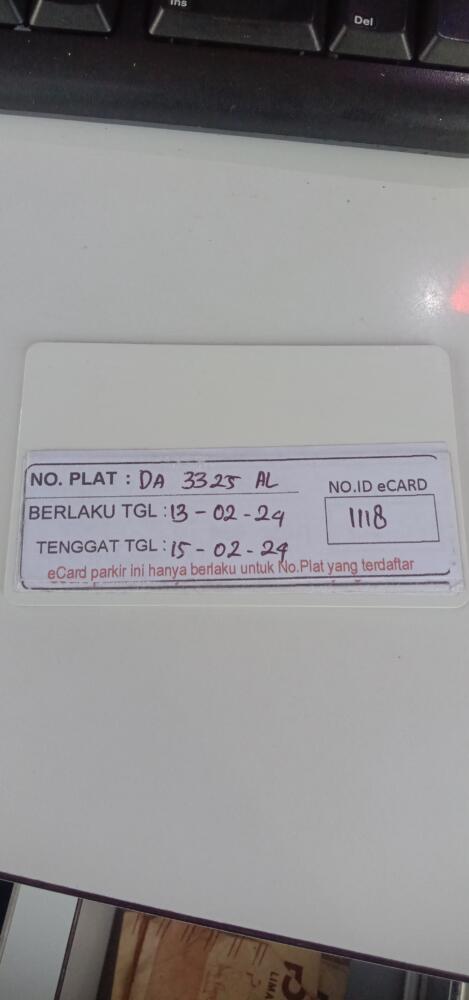 Ins
Del
NO. PLAT : DA 3325 AL
NO.ID eCARD
BERLAKU TGL : 13 - 02 - 24
1118
TENGGAT TGL : 15 - 02 - 24
eCard parkir ini hanya berlaku untuk No.Plat yang terdaftar
LIMA